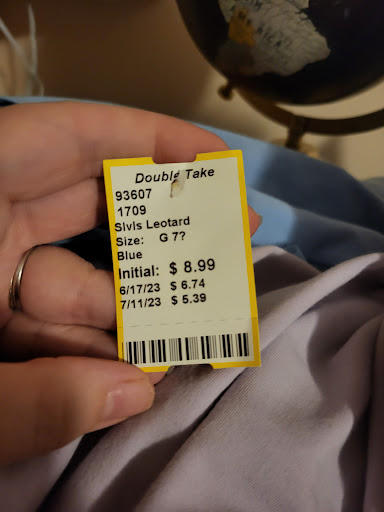 Double Take
93607
1709
Slvls Leotard
Size: G 7?
Blue
Initial: $ 8.99
6/17/23 $ 6.74
7/11/23 $ 5.39